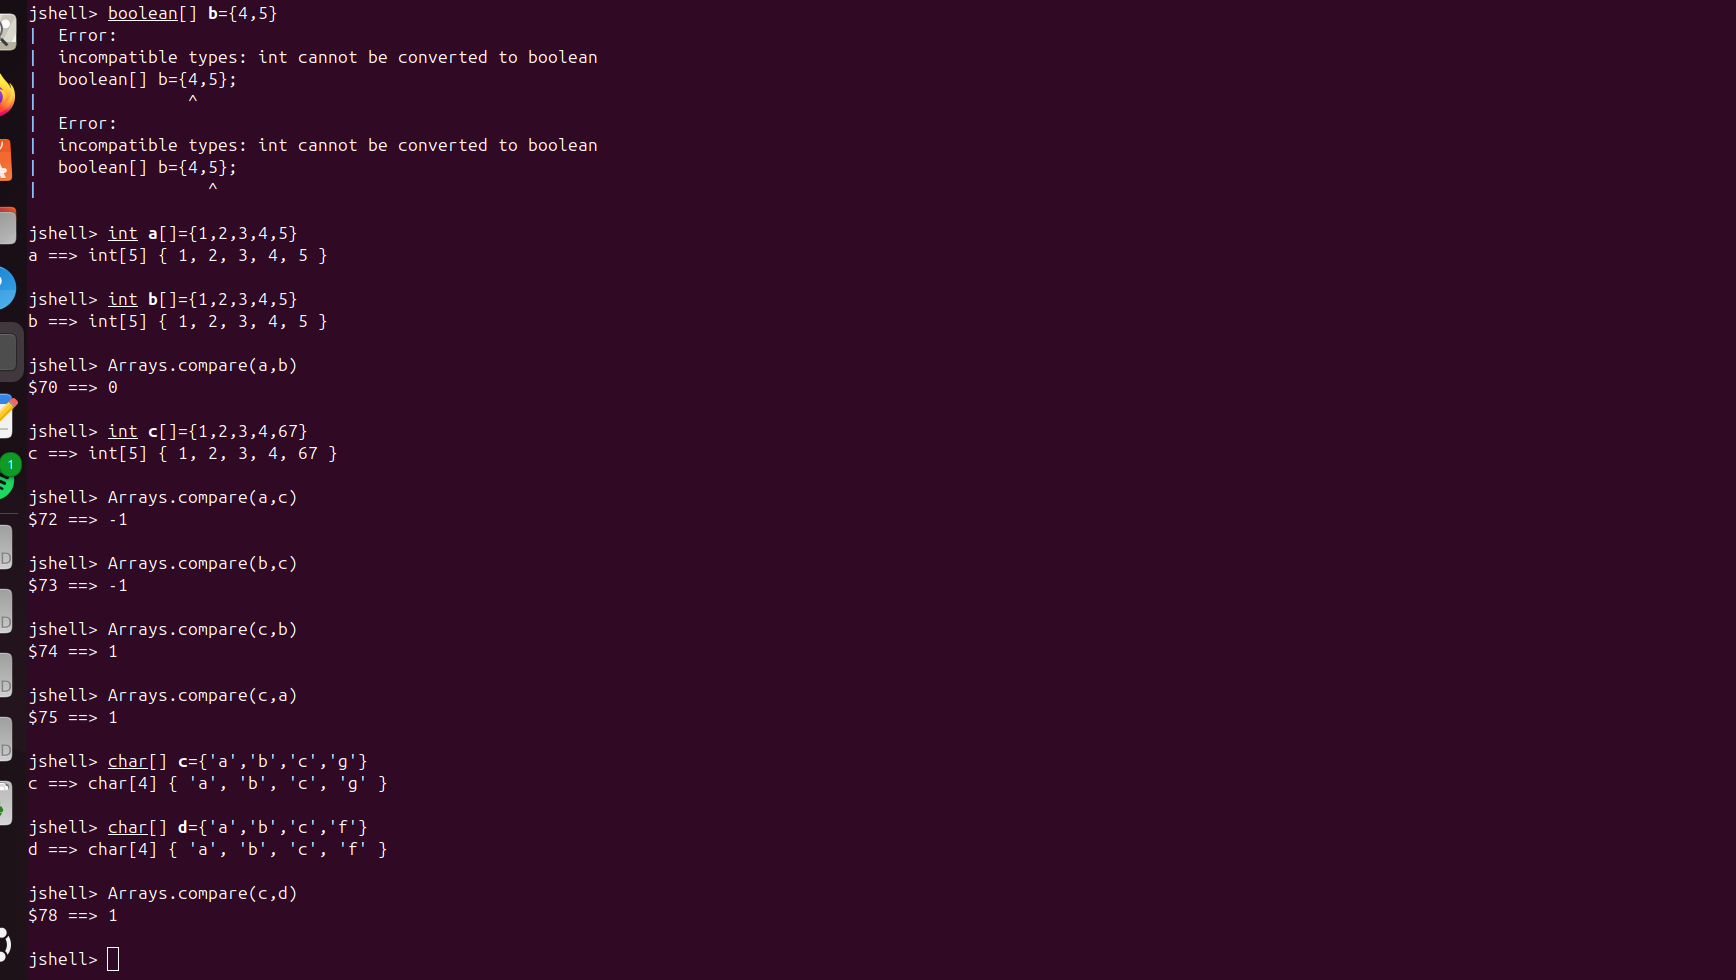 jshell> boolean[] b={4,5}
|  Error:
|  incompatible types: int cannot be converted to boolean
|  boolean[] b={4,5};
|               ^
|  Error:
|  incompatible types: int cannot be converted to boolean
|  boolean[] b={4,5};
|                 ^
jshell> int a[]={1,2,3,4,5}
a ==> int[5] { 1, 2, 3, 4, 5 }
jshell> int b[]={1,2,3,4,5}
b ==> int[5] { 1, 2, 3, 4, 5 }
jshell> Arrays.compare(a,b)
$70 ==> 0
jshell> int c[]={1,2,3,4,67}
c ==> int[5] { 1, 2, 3, 4, 67 }
jshell> Arrays.compare(a,c)
$72 ==> -1
jshell> Arrays.compare(b,c)
$73 ==> -1
jshell> Arrays.compare(c,b)
$74 ==> 1
jshell> Arrays.compare(c,a)
$75 ==> 1
jshell> char[] c={'a','b','c','g'}
c ==> char[4] { 'a', 'b', 'c', 'g' }
jshell> char[] d={'a','b','c','f'}
d ==> char[4] { 'a', 'b', 'c', 'f' }
jshell> Arrays.compare(c,d)
$78 ==> 1
jshell>
1
D
D
D
D